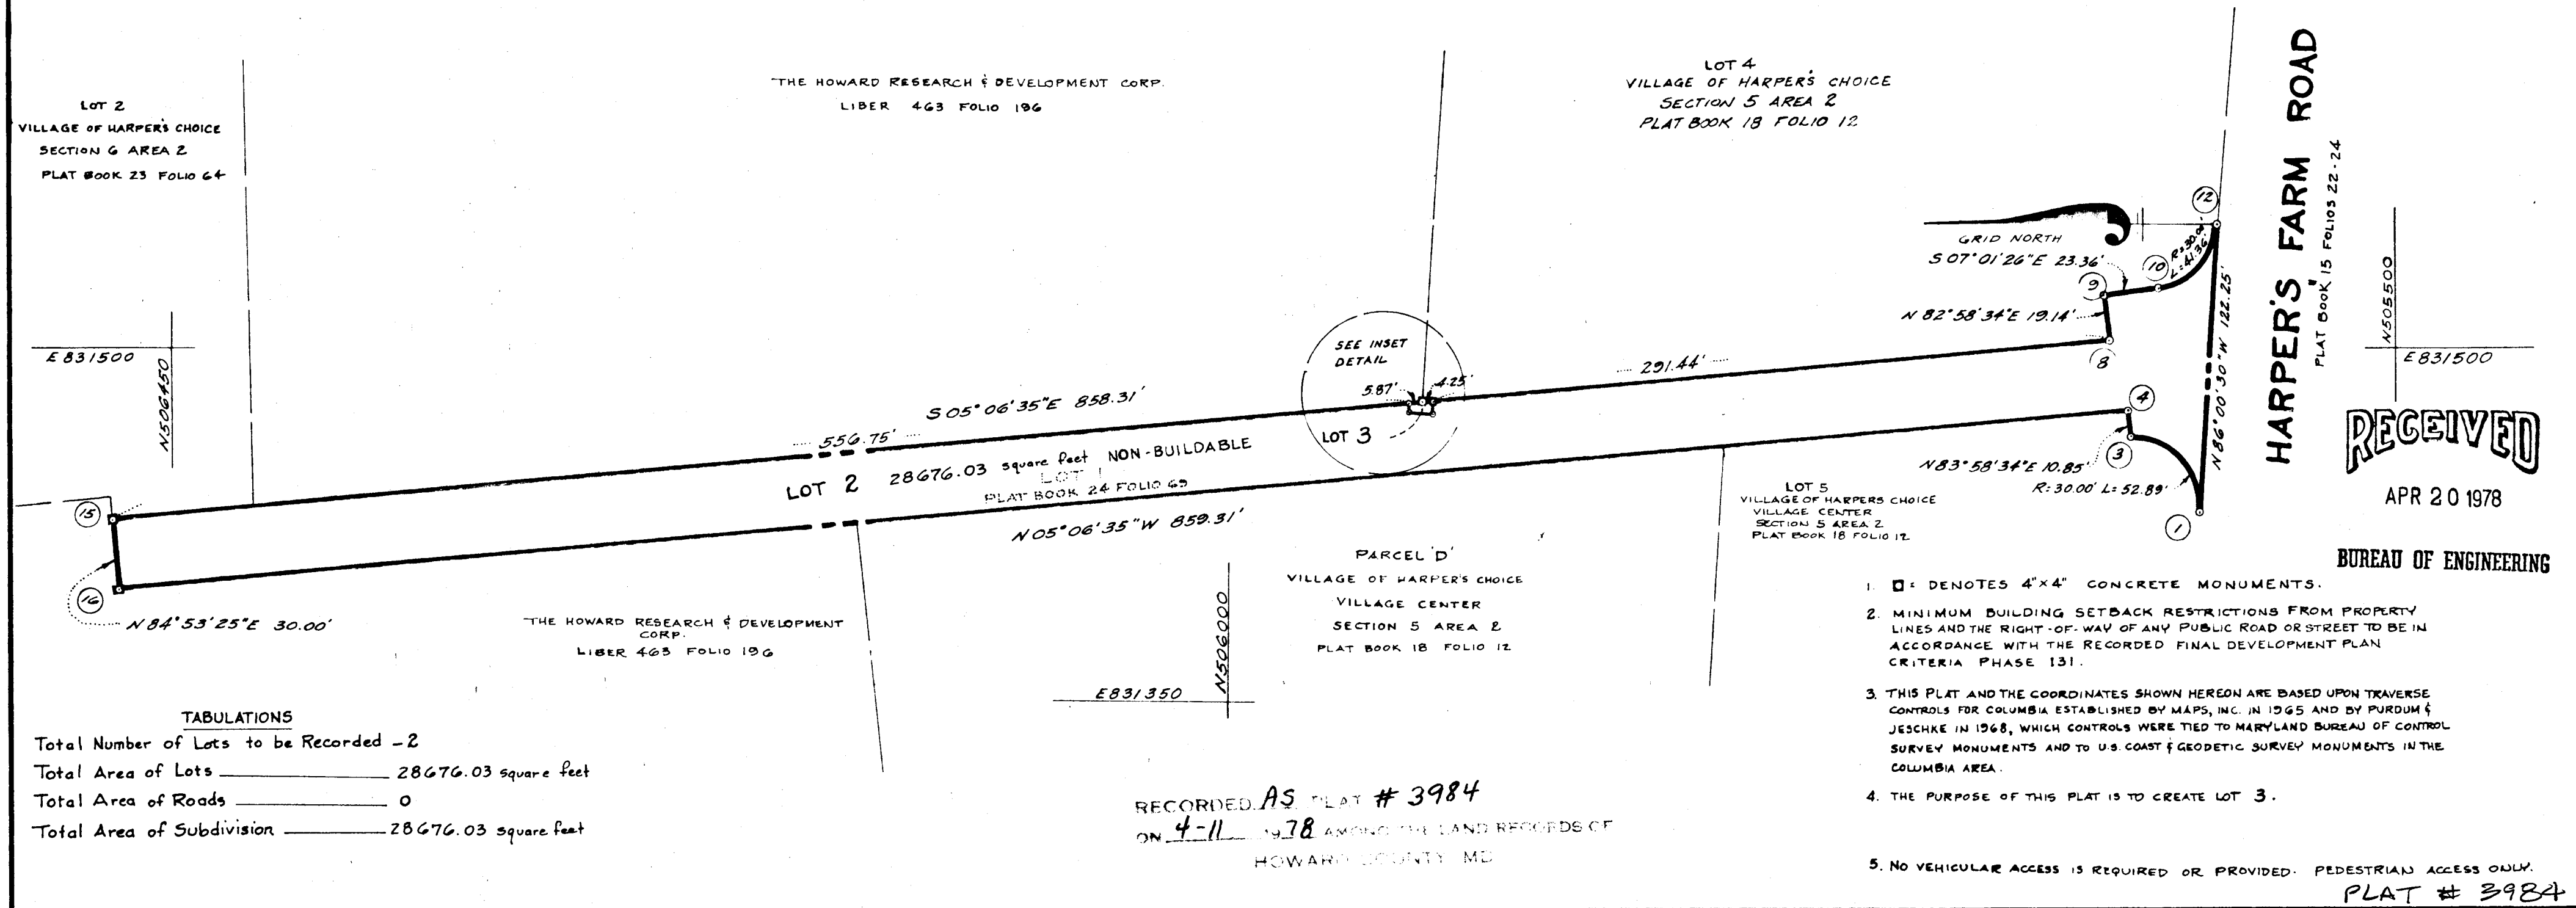 LOT 2
VILLAGE OF HARPER'S CHOICE
SECTION 6 AREA 2
PLAT BOOK 23 FOLIO 64
THE HOWARD RESEARCH & DEVELOPMENT CORP.
LIBER 463 FOLIO 196
LOT 4
VILLAGE OF HARPER'S CHOICE
SECTION 5 AREA 2
PLAT BOOK 18 FOLIO 12
HARPER'S FARM ROAD
PLAT BOOK 15 FOLIOS 22-24
12
GRID NORTH
S 07° 01' 26" E 23.36'
10
R=30.00'
L=41.36'
9
N 82° 58' 34" E 19.14'
8
N 86° 00' 30" W 122.25'
N505500
E 831500
E 831500
N506450
SEE INSET
DETAIL
5.87'
4.25'
291.44'
LOT 3
S 05° 06' 35" E 858.31'
556.75'
LOT 2 28676.03 square feet NON-BUILDABLE
LOT 1
PLAT BOOK 24 FOLIO 69
N 05° 06' 35" W 859.31'
4
3
N 83° 58' 34" E 10.85'
R=30.00' L=52.89'
1
RECEIVED
APR 20 1978
BUREAU OF ENGINEERING
LOT 5
VILLAGE OF HARPERS CHOICE
VILLAGE CENTER
SECTION 5 AREA 2
PLAT BOOK 18 FOLIO 12
15
16
N 84° 53' 25" E 30.00'
THE HOWARD RESEARCH & DEVELOPMENT
CORP.
LIBER 463 FOLIO 196
PARCEL 'D'
VILLAGE OF HARPER'S CHOICE
VILLAGE CENTER
SECTION 5 AREA 2
PLAT BOOK 18 FOLIO 12
N506000
E831350
1. = DENOTES 4"x4" CONCRETE MONUMENTS.
2. MINIMUM BUILDING SETBACK RESTRICTIONS FROM PROPERTY
LINES AND THE RIGHT-OF-WAY OF ANY PUBLIC ROAD OR STREET TO BE IN
ACCORDANCE WITH THE RECORDED FINAL DEVELOPMENT PLAN
CRITERIA PHASE 131.
3. THIS PLAT AND THE COORDINATES SHOWN HEREON ARE BASED UPON TRAVERSE
CONTROLS FOR COLUMBIA ESTABLISHED BY MAPS, INC. IN 1965 AND BY PURDUM &
JESCHKE IN 1968, WHICH CONTROLS WERE TIED TO MARYLAND BUREAU OF CONTROL
SURVEY MONUMENTS AND TO U.S. COAST & GEODETIC SURVEY MONUMENTS IN THE
COLUMBIA AREA.
4. THE PURPOSE OF THIS PLAT IS TO CREATE LOT 3.
5. NO VEHICULAR ACCESS IS REQUIRED OR PROVIDED. PEDESTRIAN ACCESS ONLY.
TABULATIONS
Total Number of Lots to be Recorded - 2
Total Area of Lots 28676.03 square feet
Total Area of Roads 0
Total Area of Subdivision 28676.03 square feet
RECORDED AS PLAT # 3984
ON 4-11 1978 AMONG THE LAND RECORDS OF
HOWARD COUNTY MD
PLAT # 3984